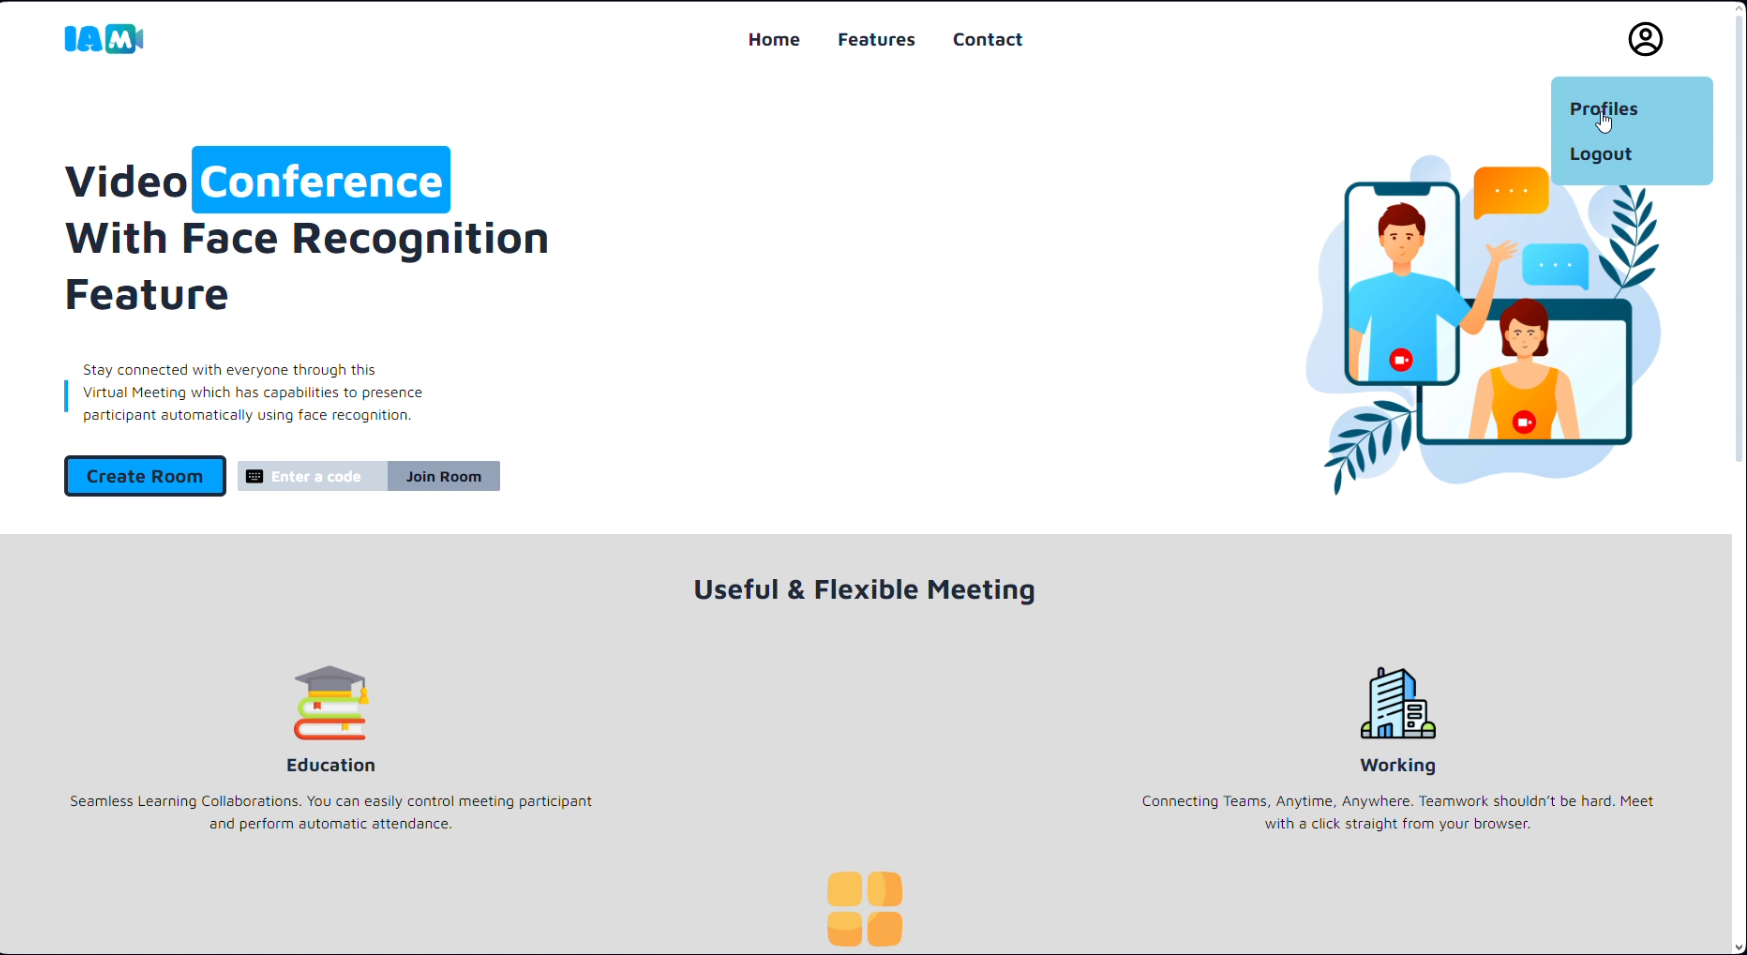 IAM
Home
Features
Contact
Profiles
Logout
Video Conference
With Face Recognition
Feature
Stay connected with everyone through this
Virtual Meeting which has capabilities to presence
participant automatically using face recognition.
Create Room
Enter a code
Join Room
Useful & Flexible Meeting
Education
Seamless Learning Collaborations. You can easily control meeting participant
and perform automatic attendance.
Working
Connecting Teams, Anytime, Anywhere. Teamwork shouldn't be hard. Meet
with a click straight from your browser.